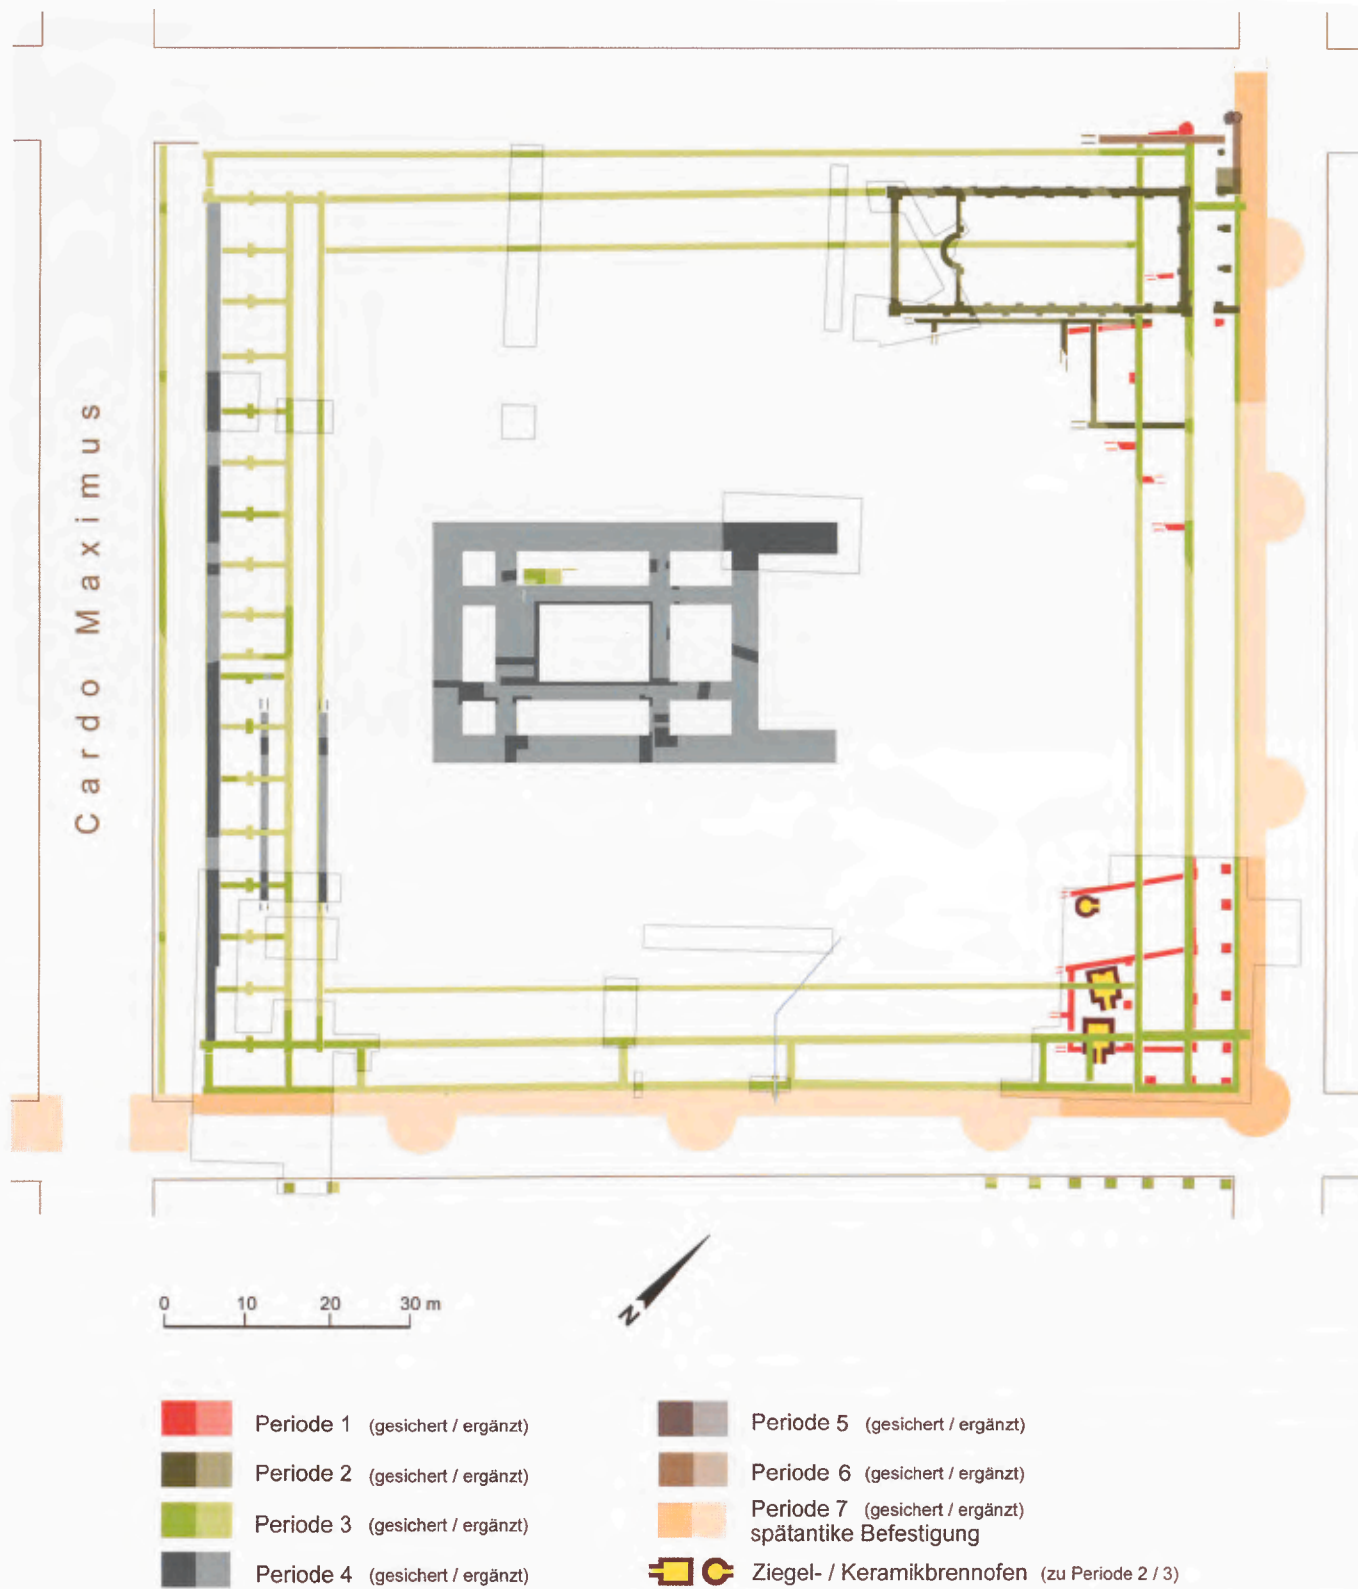 Cardo Maximus
N
0 10 20 30 m
Periode 1 (gesichert / ergänzt)
Periode 2 (gesichert / ergänzt)
Periode 3 (gesichert / ergänzt)
Periode 4 (gesichert / ergänzt)
Periode 5 (gesichert / ergänzt)
Periode 6 (gesichert / ergänzt)
Periode 7 (gesichert / ergänzt)
spätantike Befestigung
Ziegel- / Keramikbrennofen (zu Periode 2 / 3)